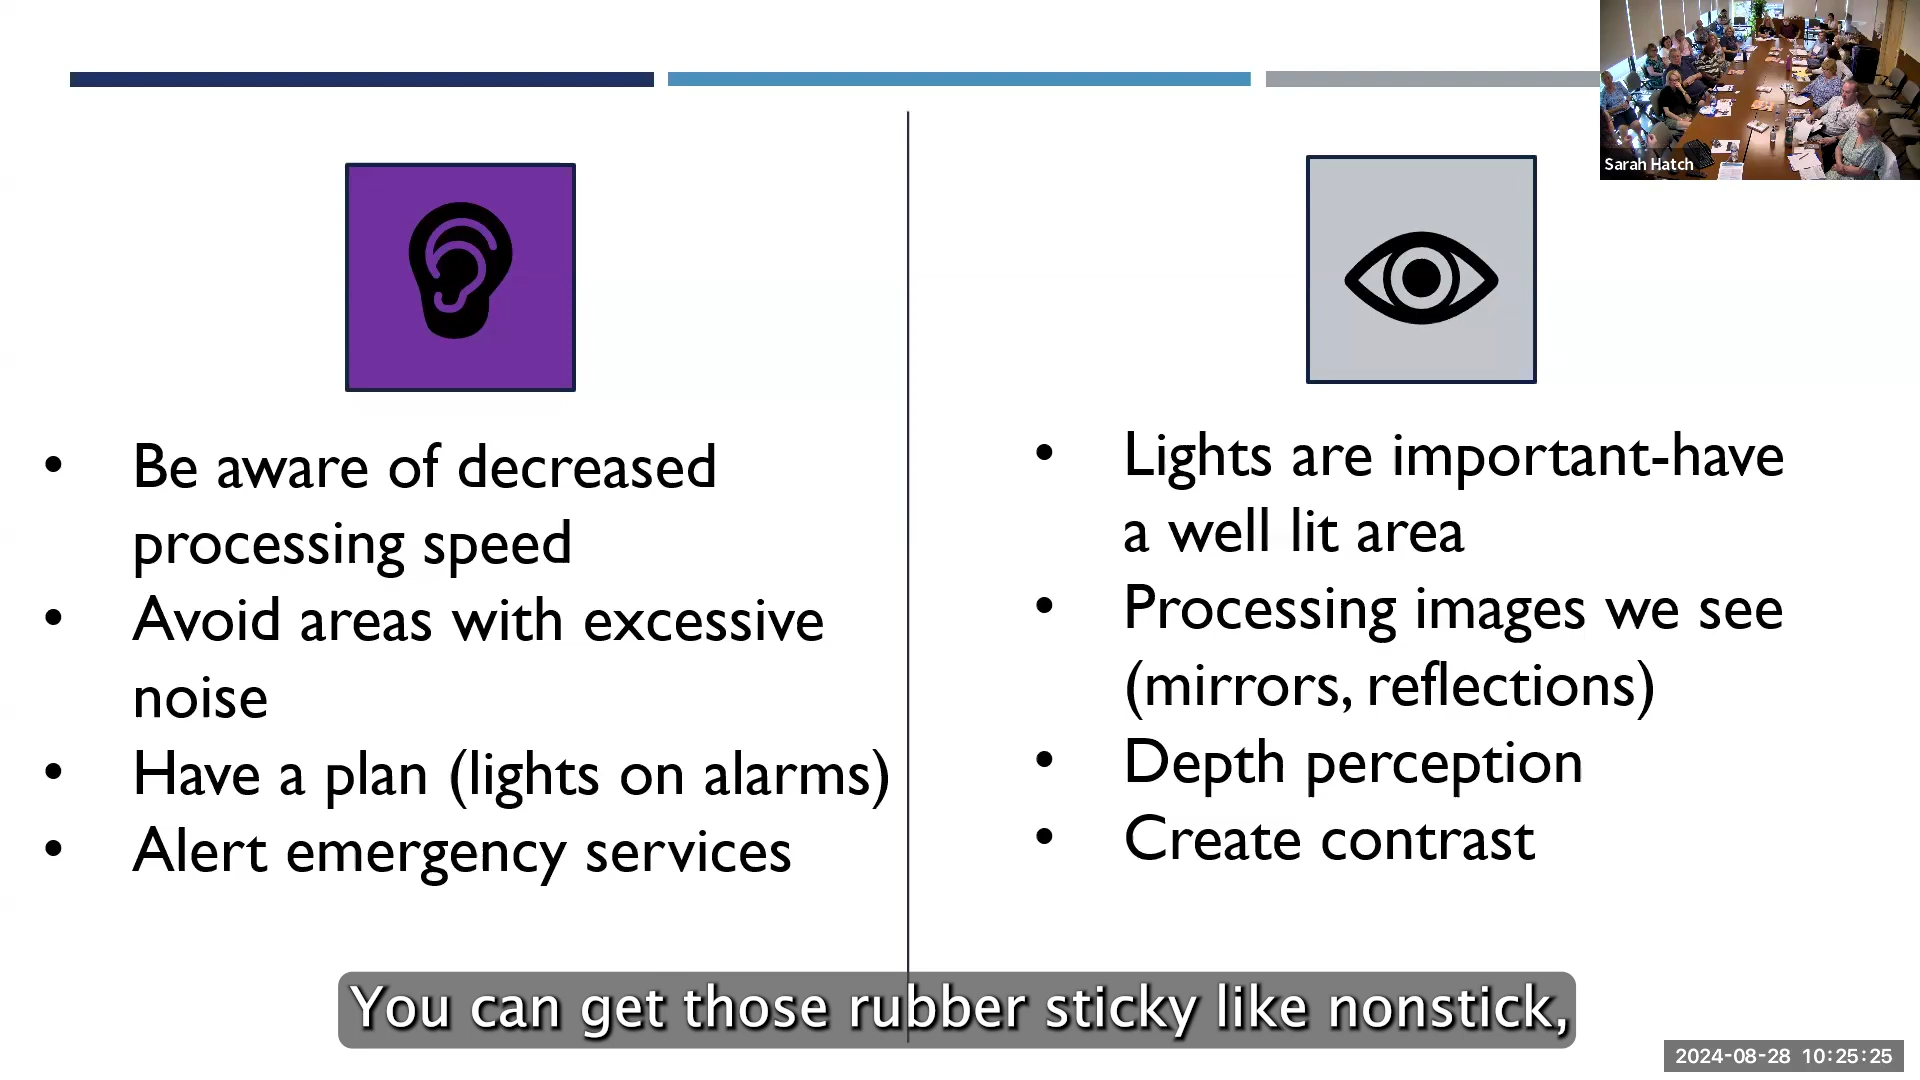 Sarah Hatch
• Be aware of decreased
processing speed
• Avoid areas with excessive
noise
• Have a plan (lights on alarms)
• Alert emergency services
• Lights are important-have
a well lit area
• Processing images we see
(mirrors, reflections)
• Depth perception
• Create contrast
You can get those rubber sticky like nonstick,
2024-08-28 10:25:25